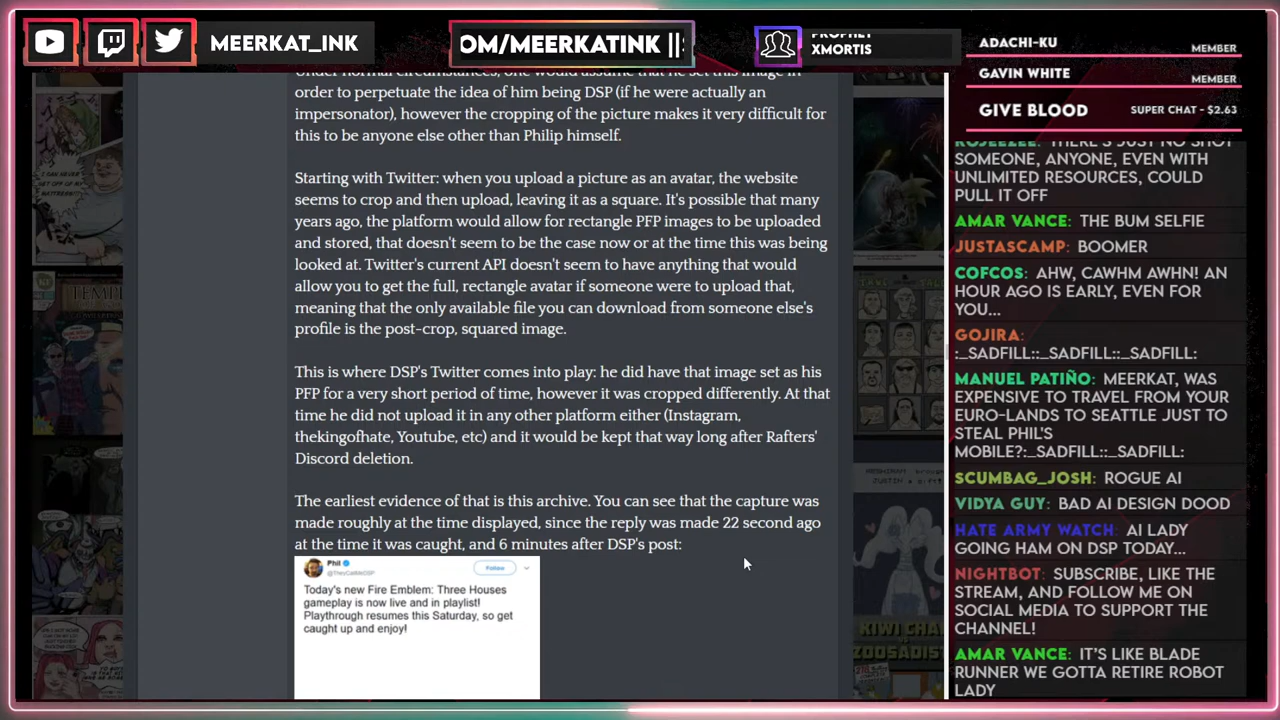 MEERKAT_INK
OM/MEERKATINK ||
PROPHET
XMORTIS
ADACHI-KU
MEMBER
GAVIN WHITE
MEMBER
GIVE BLOOD
SUPER CHAT - $2.63
Under normal circumstances, one would assume that he set this image in
order to perpetuate the idea of him being DSP (if he were actually an
impersonator), however the cropping of the picture makes it very difficult for
this to be anyone else other than Philip himself.
Starting with Twitter: when you upload a picture as an avatar, the website
seems to crop and then upload, leaving it as a square. It's possible that many
years ago, the platform would allow for rectangle PFP images to be uploaded
and stored, that doesn't seem to be the case now or at the time this was being
looked at. Twitter's current API doesn't seem to have anything that would
allow you to get the full, rectangle avatar if someone were to upload that,
meaning that the only available file you can download from someone else's
profile is the post-crop, squared image.
This is where DSP's Twitter comes into play: he did have that image set as his
PFP for a very short period of time, however it was cropped differently. At that
time he did not upload it in any other platform either (Instagram,
thekingofhate, Youtube, etc) and it would be kept that way long after Rafters'
Discord deletion.
The earliest evidence of that is this archive. You can see that the capture was
made roughly at the time displayed, since the reply was made 22 second ago
at the time it was caught, and 6 minutes after DSP's post:
Phil
@TheyCallMeDSP
Follow
Today's new Fire Emblem: Three Houses
gameplay is now live and in playlist!
Playthrough resumes this Saturday, so get
caught up and enjoy!
KOJEEZEE: THERE'S JUST NO SHOT
SOMEONE, ANYONE, EVEN WITH
UNLIMITED RESOURCES, COULD
PULL IT OFF
AMAR VANCE: THE BUM SELFIE
JUSTASCAMP: BOOMER
COFCOS: AHW, CAWHM AWHN! AN
HOUR AGO IS EARLY, EVEN FOR
YOU...
GOJIRA:
:_SADFILL::_SADFILL::_SADFILL:
MANUEL PATIÑO: MEERKAT, WAS
EXPENSIVE TO TRAVEL FROM YOUR
EURO-LANDS TO SEATTLE JUST TO
STEAL PHIL'S
MOBILE?:_SADFILL::_SADFILL:
SCUMBAG_JOSH: ROGUE AI
VIDYA GUY: BAD AI DESIGN DOOD
HATE ARMY WATCH: AI LADY
GOING HAM ON DSP TODAY...
NIGHTBOT: SUBSCRIBE, LIKE THE
STREAM, AND FOLLOW ME ON
SOCIAL MEDIA TO SUPPORT THE
CHANNEL!
AMAR VANCE: IT'S LIKE BLADE
RUNNER WE GOTTA RETIRE ROBOT
LADY